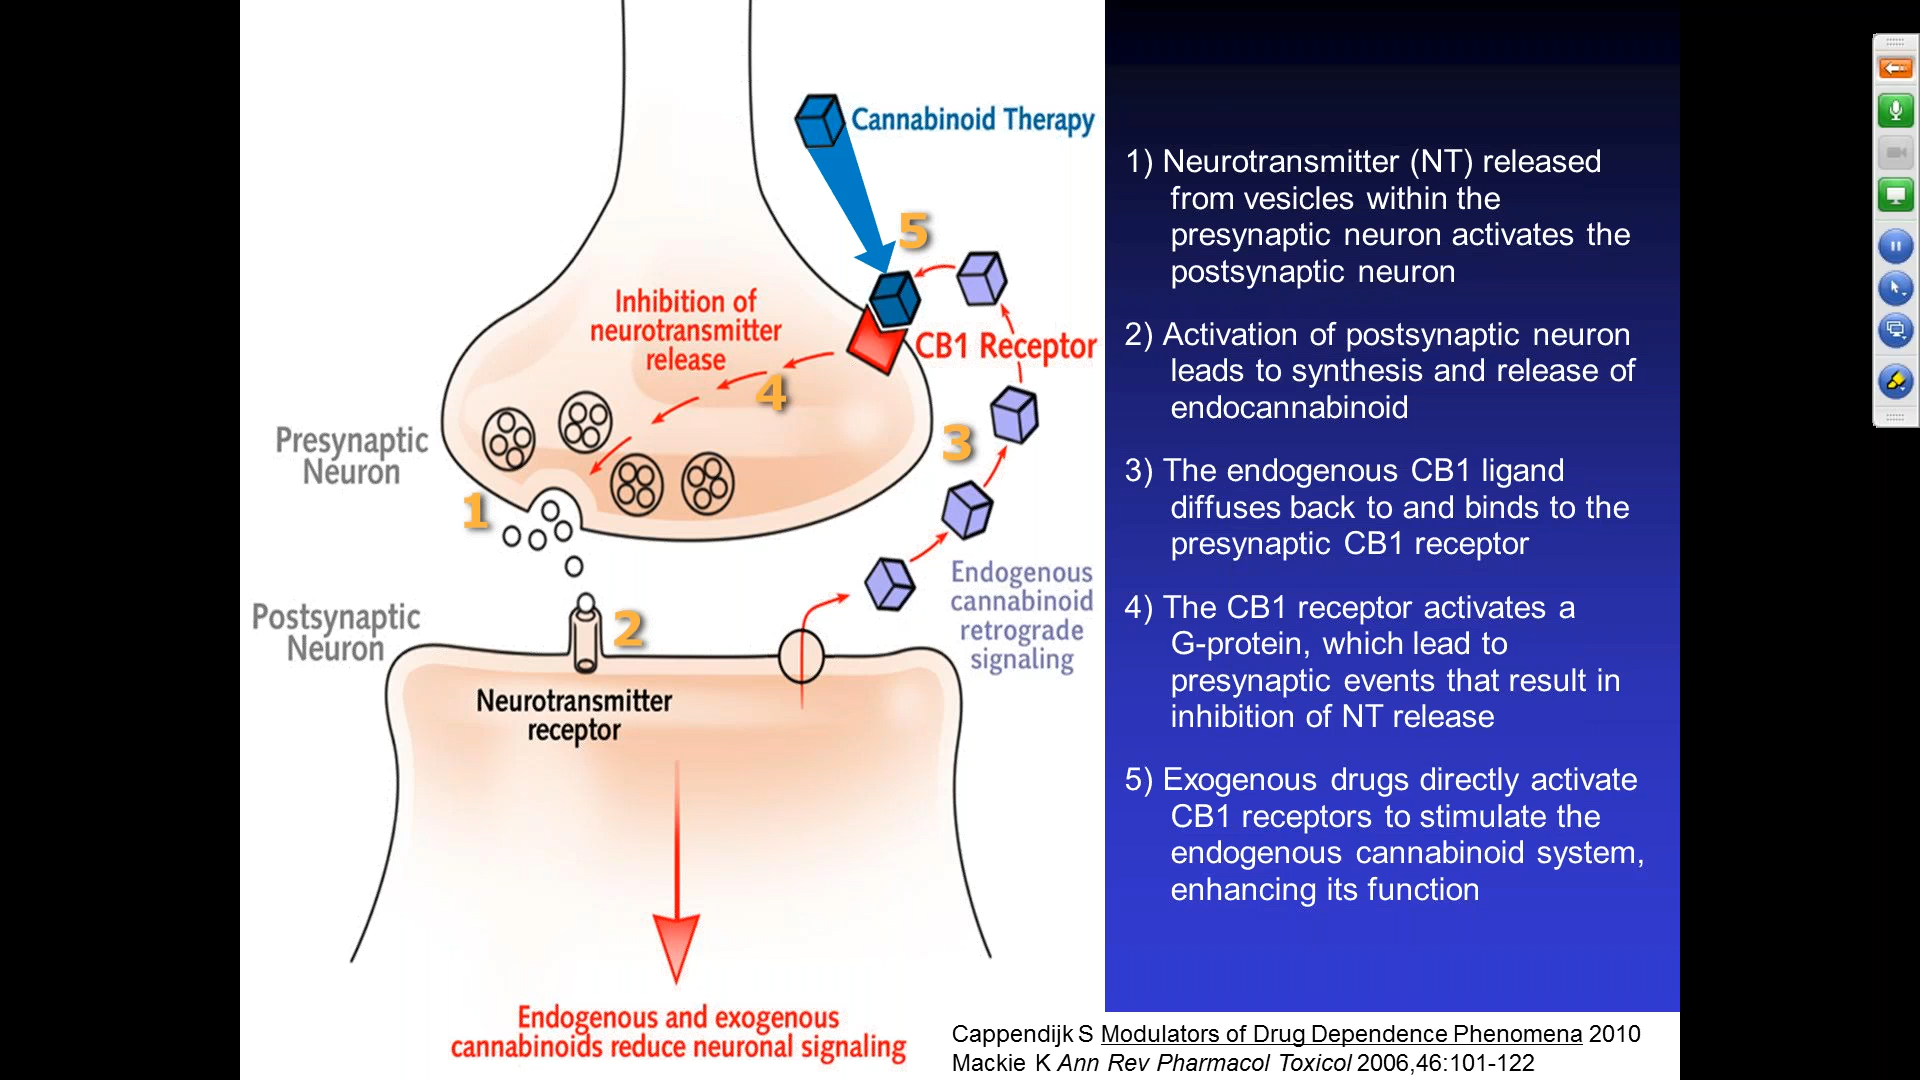 Cannabinoid Therapy
5
Inhibition of
neurotransmitter
release
CB1 Receptor
4
3
Presynaptic
Neuron
1
Endogenous
cannabinoid
retrograde
signaling
Postsynaptic
Neuron
2
Neurotransmitter
receptor
Endogenous and exogenous
cannabinoids reduce neuronal signaling
1) Neurotransmitter (NT) released
from vesicles within the
presynaptic neuron activates the
postsynaptic neuron
2) Activation of postsynaptic neuron
leads to synthesis and release of
endocannabinoid
3) The endogenous CB1 ligand
diffuses back to and binds to the
presynaptic CB1 receptor
4) The CB1 receptor activates a
G-protein, which lead to
presynaptic events that result in
inhibition of NT release
5) Exogenous drugs directly activate
CB1 receptors to stimulate the
endogenous cannabinoid system,
enhancing its function
Cappendijk S Modulators of Drug Dependence Phenomena 2010
Mackie K Ann Rev Pharmacol Toxicol 2006,46:101-122